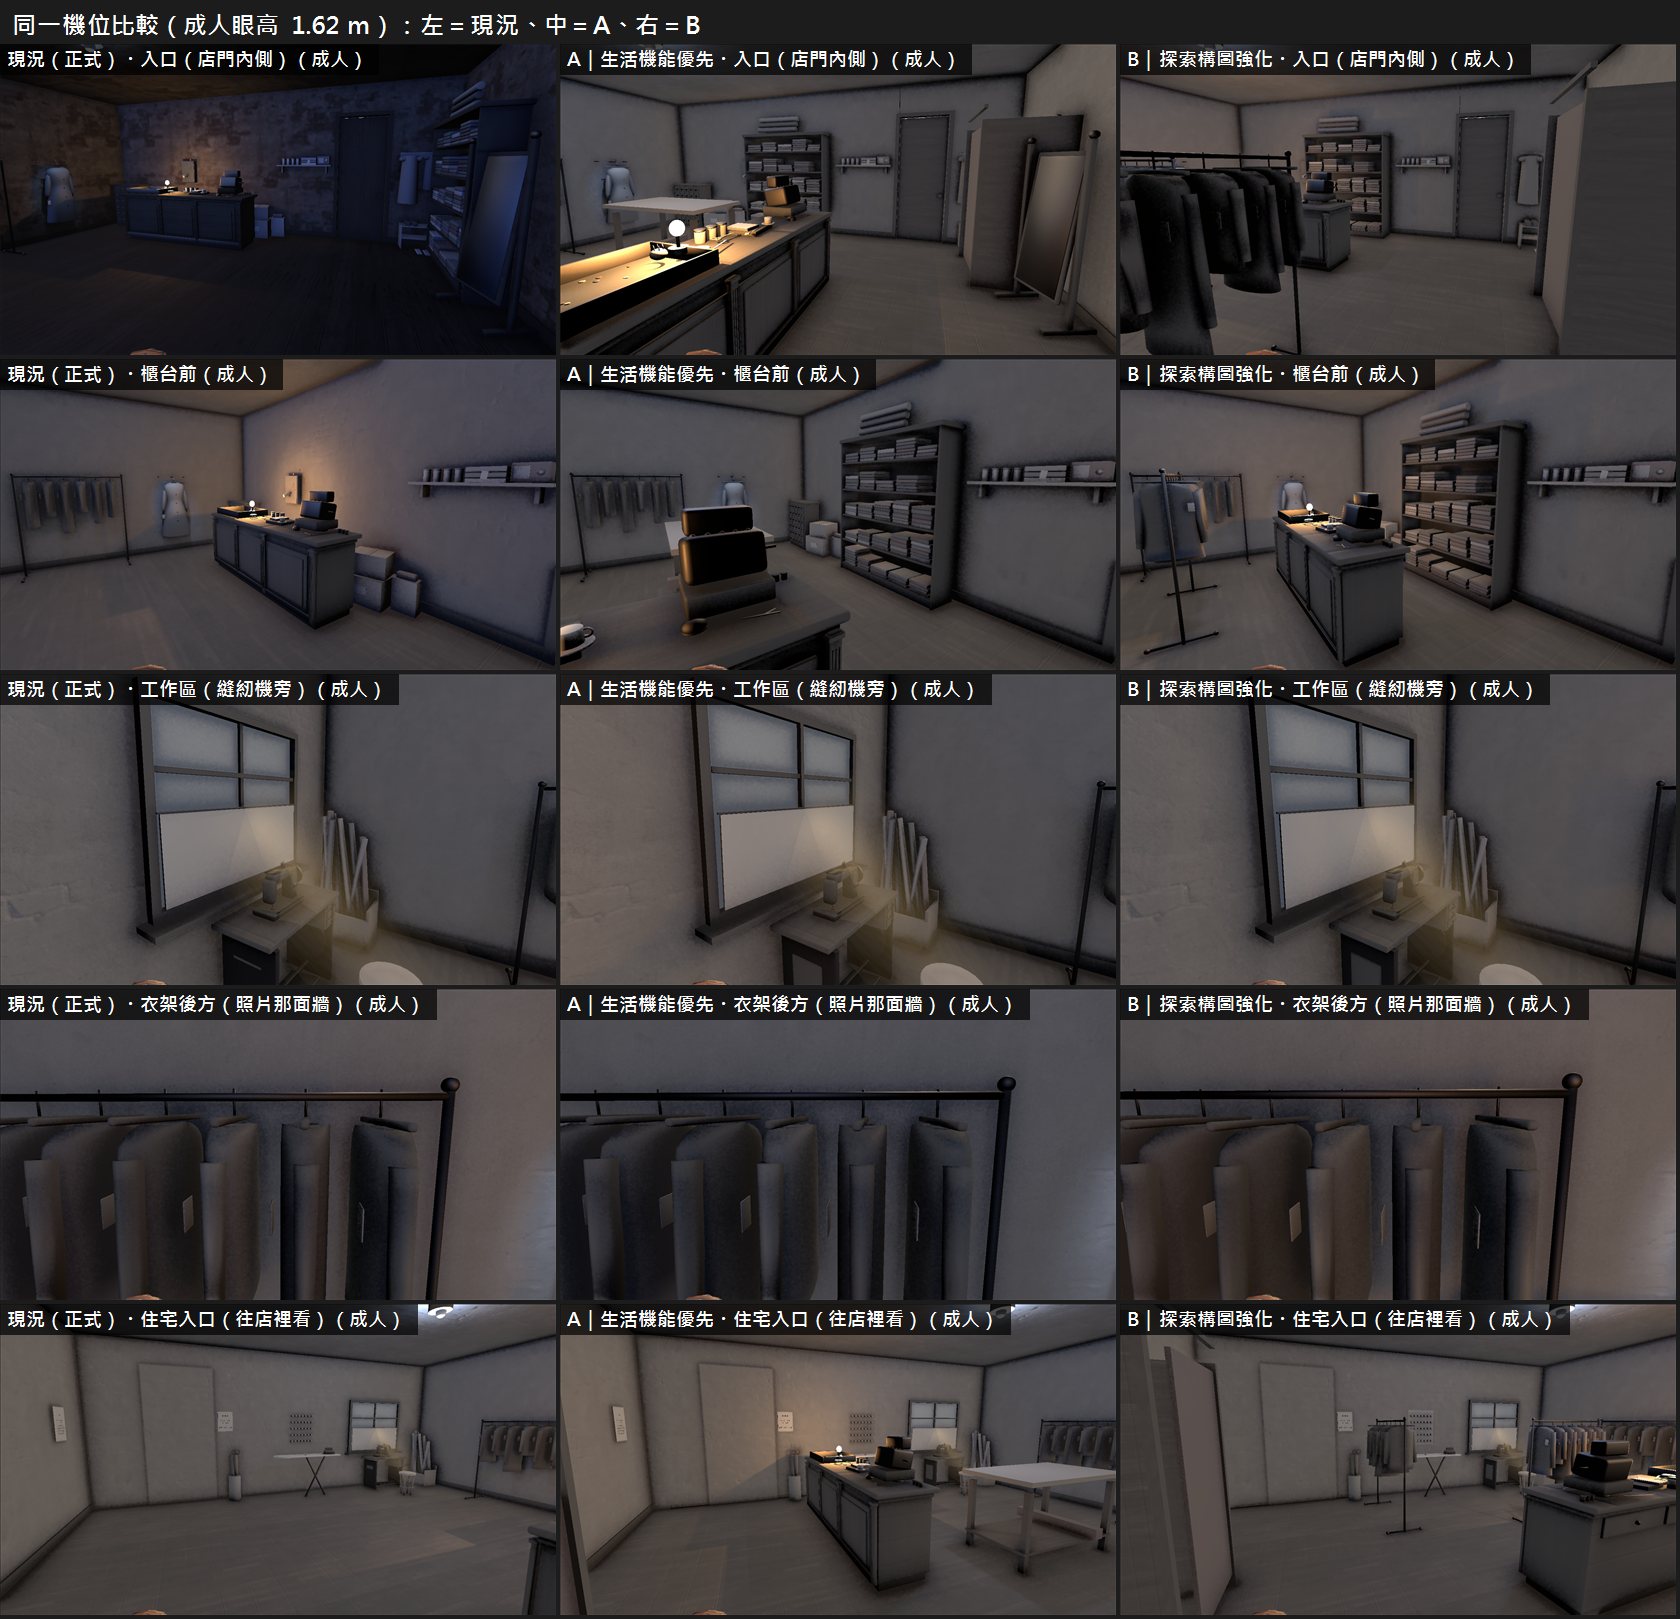 同一機位比較（成人眼高 1.62 m）：左＝現況、中＝A、右＝B
現況（正式）・入口（店門內側）（成人）
A｜生活機能優先・入口（店門內側）（成人）
B｜探索構圖強化・入口（店門內側）（成人）
現況（正式）・櫃台前（成人）
A｜生活機能優先・櫃台前（成人）
B｜探索構圖強化・櫃台前（成人）
現況（正式）・工作區（縫紉機旁）（成人）
A｜生活機能優先・工作區（縫紉機旁）（成人）
B｜探索構圖強化・工作區（縫紉機旁）（成人）
現況（正式）・衣架後方（照片那面牆）（成人）
A｜生活機能優先・衣架後方（照片那面牆）（成人）
B｜探索構圖強化・衣架後方（照片那面牆）（成人）
現況（正式）・住宅入口（往店裡看）（成人）
A｜生活機能優先・住宅入口（往店裡看）（成人）
B｜探索構圖強化・住宅入口（往店裡看）（成人）